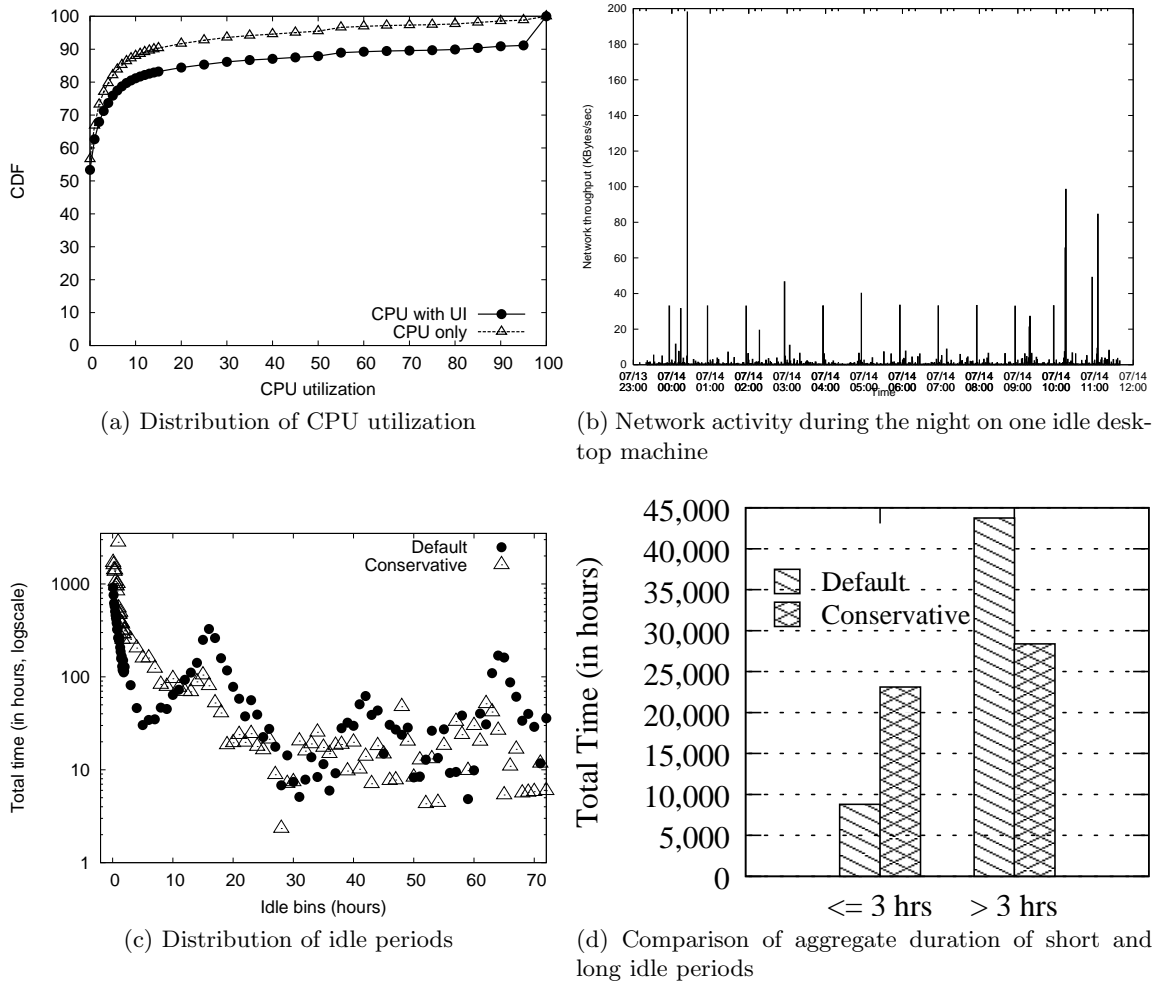 100
90
80
70
60
50
100
90
80
70
60
50
40
30
20
10
0
CDF
CPU with UI
CPU only
0 10 20 30 40 50 60 70 80 90 100
CPU utilization
(a) Distribution of CPU utilization
200
180
160
140
120
100
80
60
40
20
0
Network throughput (KBytes/sec)
07/13 07/14 07/14 07/14 07/14 07/14 07/14 07/14 07/14 07/14 07/14 07/14 07/14 07/14
23:00 00:00 01:00 02:00 03:00 04:00 05:00 06:00 07:00 08:00 09:00 10:00 11:00 12:00
Time
(b) Network activity during the night on one idle desk-
top machine
1000
100
10
1
Total time (in hours, logscale)
Default
Conservative
0 10 20 30 40 50 60 70
Idle bins (hours)
(c) Distribution of idle periods
45,000
40,000
35,000
30,000
25,000
20,000
15,000
10,000
5,000
0
Total Time (in hours)
Default
Conservative
<= 3 hrs > 3 hrs
(d) Comparison of aggregate duration of short and
long idle periods